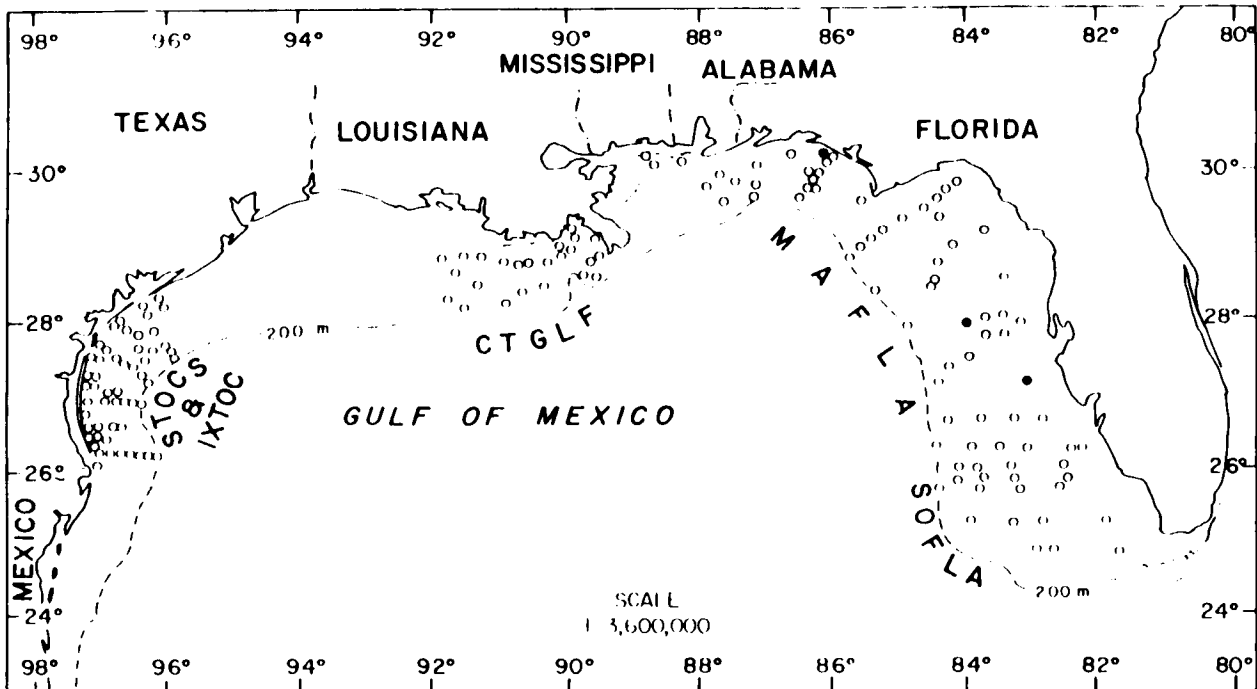 98° 96° 94° 92° 90° 88° 86° 84° 82° 80°
MISSISSIPPI ALABAMA
TEXAS LOUISIANA FLORIDA
30° 30°
MAFLA
28° 28°
200 m
CTGLF
STOCS
&
IXTOC
GULF OF MEXICO
26° 26°
SOFLA
MEXICO
200 m
SCALE
1 3,600,000
24° 24°
98° 96° 94° 92° 90° 88° 86° 84° 82° 80°